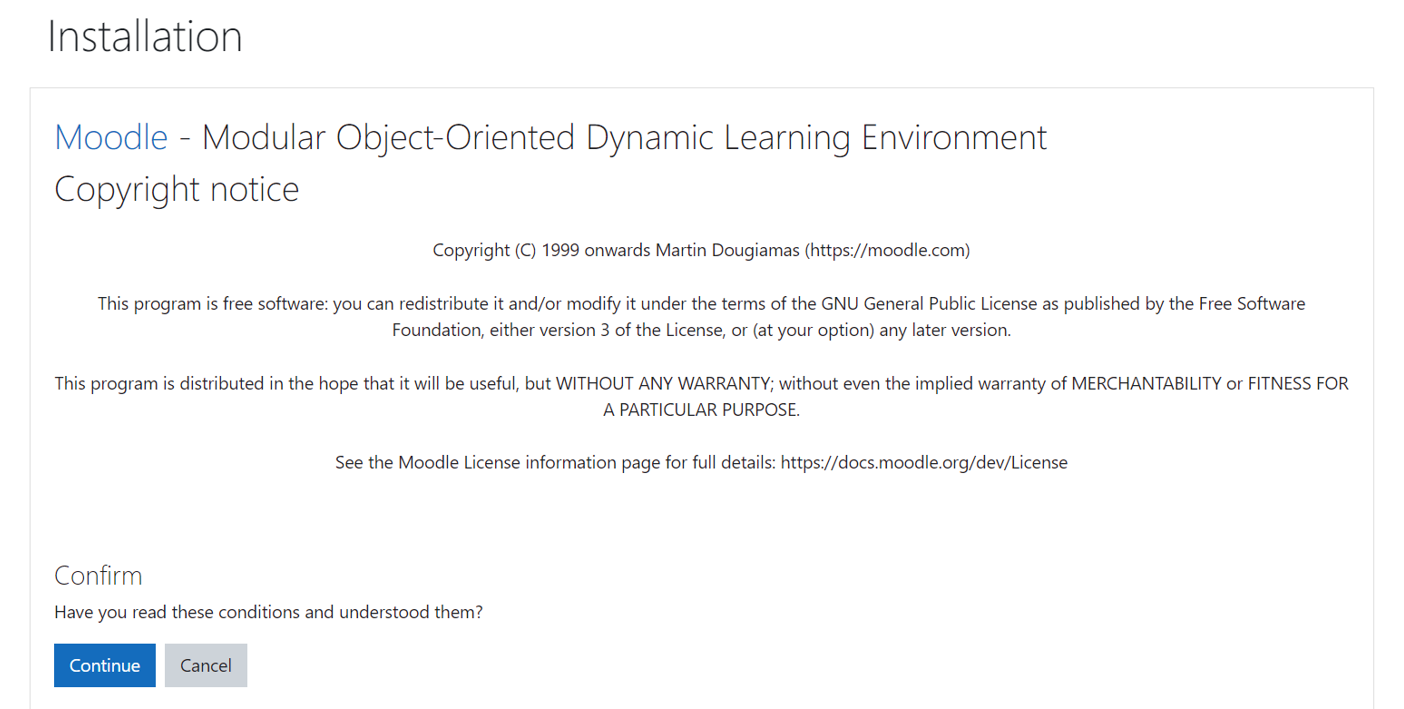 Installation
Moodle - Modular Object-Oriented Dynamic Learning Environment
Copyright notice
Copyright (C) 1999 onwards Martin Dougiamas (https://moodle.com)
This program is free software: you can redistribute it and/or modify it under the terms of the GNU General Public License as published by the Free Software
Foundation, either version 3 of the License, or (at your option) any later version.
This program is distributed in the hope that it will be useful, but WITHOUT ANY WARRANTY; without even the implied warranty of MERCHANTABILITY or FITNESS FOR
A PARTICULAR PURPOSE.
See the Moodle License information page for full details: https://docs.moodle.org/dev/License
Confirm
Have you read these conditions and understood them?
Continue Cancel